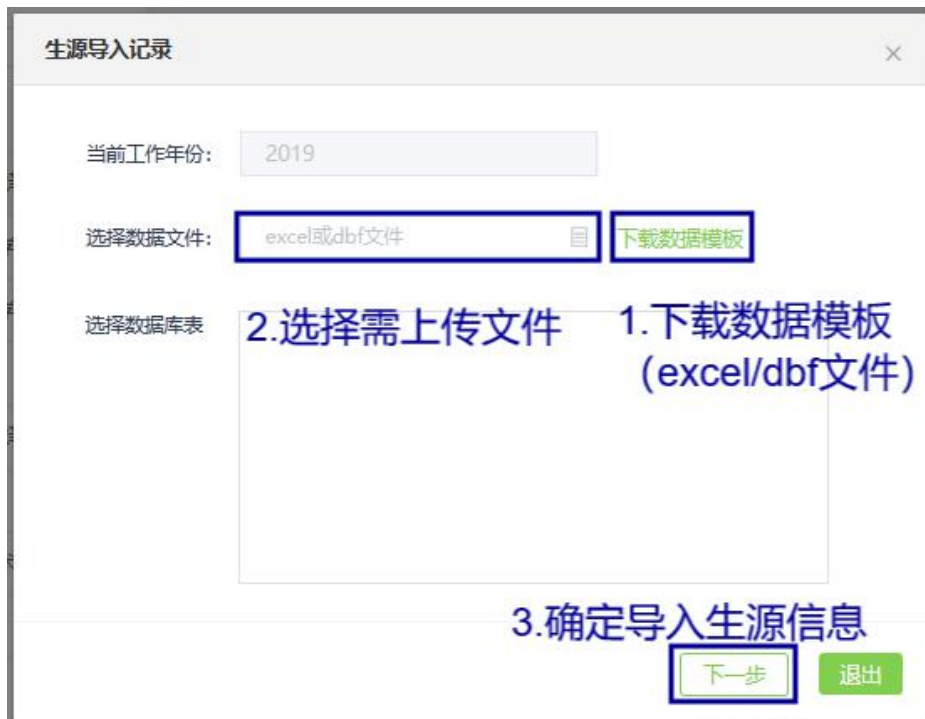 生源导入记录
当前工作年份: 2019
选择数据文件: excel或dbf文件 下载数据模板
选择数据库表
2.选择需上传文件
1.下载数据模板
（excel/dbf文件）
3.确定导入生源信息
下一步 退出